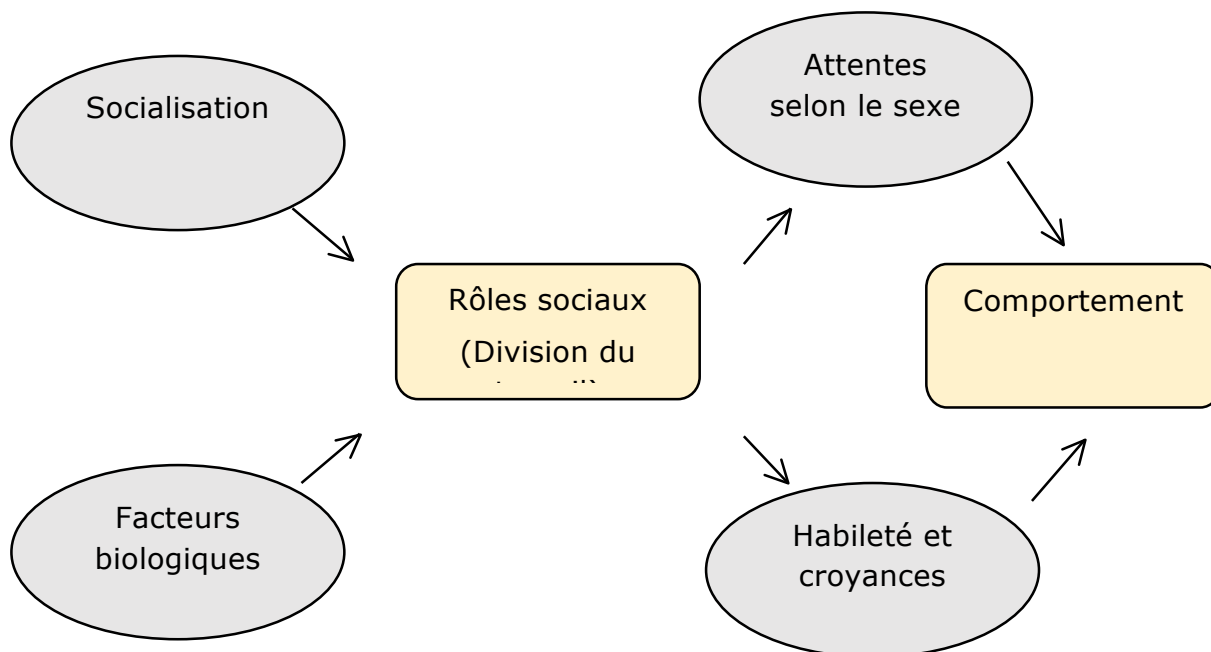 Socialisation
Attentes
selon le sexe
Rôles sociaux
(Division du
Comportement
Facteurs
biologiques
Habileté et
croyances